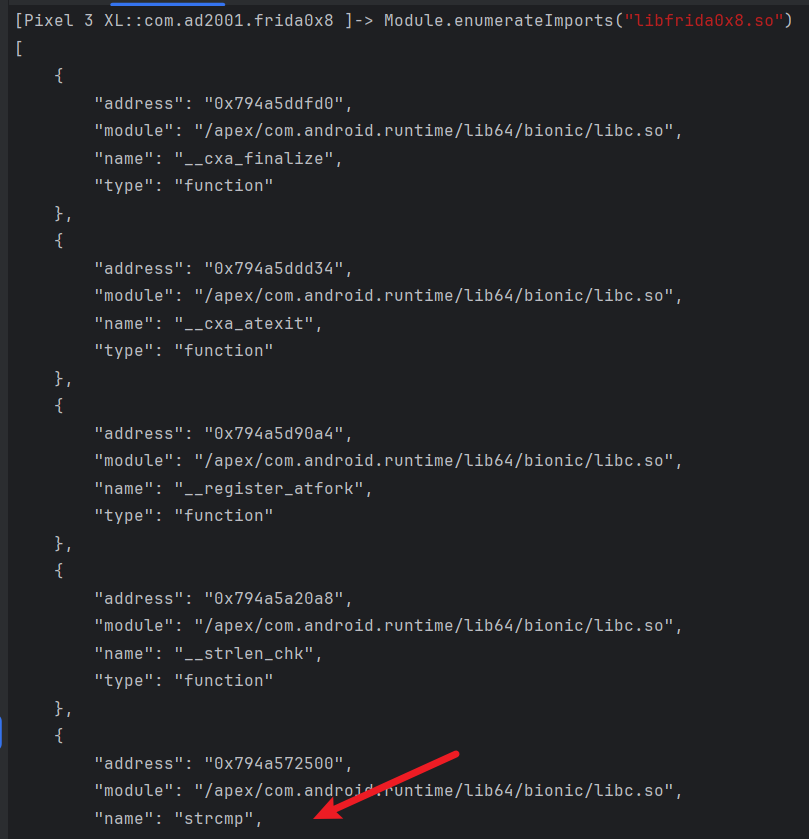 [Pixel 3 XL::com.ad2001.frida0x8 ]-> Module.enumerateImports("libfrida0x8.so")
[
    {
        "address": "0x794a5ddfd0",
        "module": "/apex/com.android.runtime/lib64/bionic/libc.so",
        "name": "__cxa_finalize",
        "type": "function"
    },
    {
        "address": "0x794a5ddd34",
        "module": "/apex/com.android.runtime/lib64/bionic/libc.so",
        "name": "__cxa_atexit",
        "type": "function"
    },
    {
        "address": "0x794a5d90a4",
        "module": "/apex/com.android.runtime/lib64/bionic/libc.so",
        "name": "__register_atfork",
        "type": "function"
    },
    {
        "address": "0x794a5a20a8",
        "module": "/apex/com.android.runtime/lib64/bionic/libc.so",
        "name": "__strlen_chk",
        "type": "function"
    },
    {
        "address": "0x794a572500",
        "module": "/apex/com.android.runtime/lib64/bionic/libc.so",
        "name": "strcmp",